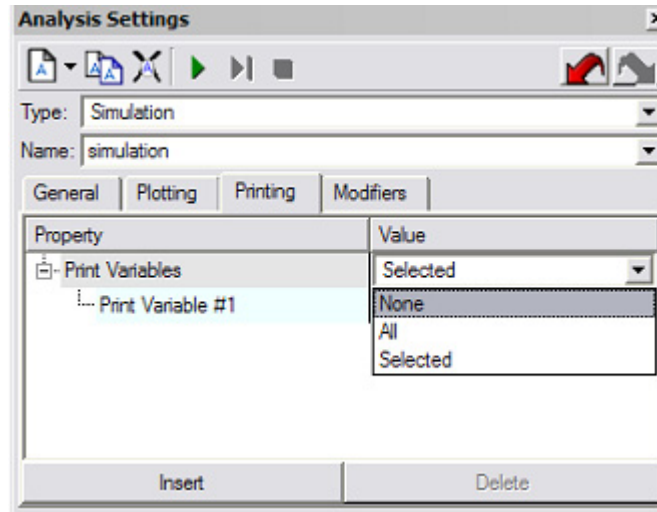 Analysis Settings
Type: Simulation
Name: simulation
General Plotting Printing Modifiers
Property Value
Print Variables Selected
Print Variable #1 None
All
Selected
Insert Delete